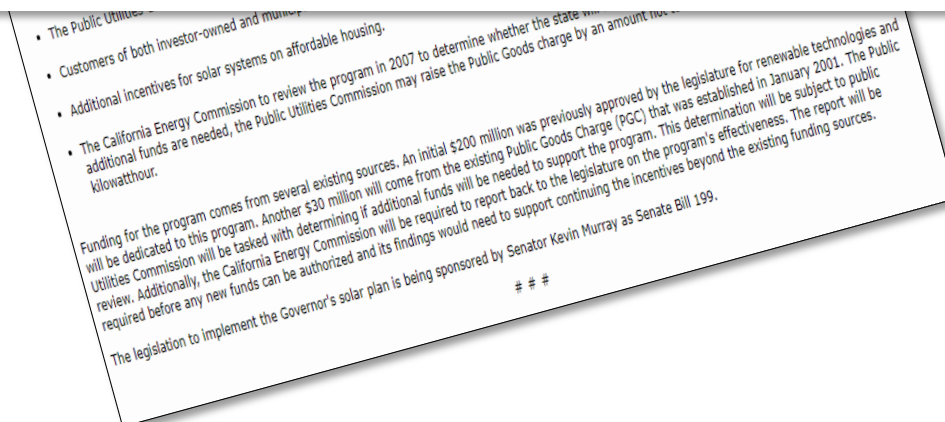 • The Public Utilities
• Customers of both investor-owned and
• Additional incentives for solar systems on affordable housing.
• The California Energy Commission to review the program in 2007 to determine whether the state will
additional funds are needed, the Public Utilities Commission may raise the Public Goods charge by an amount not
kilowatthour.
Funding for the program comes from several existing sources. An initial $200 million was previously approved by the legislature for renewable technologies and
will be dedicated to this program. Another $30 million will come from the existing Public Goods Charge (PGC) that was established in January 2001. The Public
Utilities Commission will be tasked with determining if additional funds will be needed to support the program. This determination will be subject to public
review. Additionally, the California Energy Commission will be required to report back to the legislature on the program's effectiveness. The report will be
required before any new funds can be authorized and its findings would need to support continuing the incentives beyond the existing funding sources.
The legislation to implement the Governor's solar plan is being sponsored by Senator Kevin Murray as Senate Bill 199.
# # #